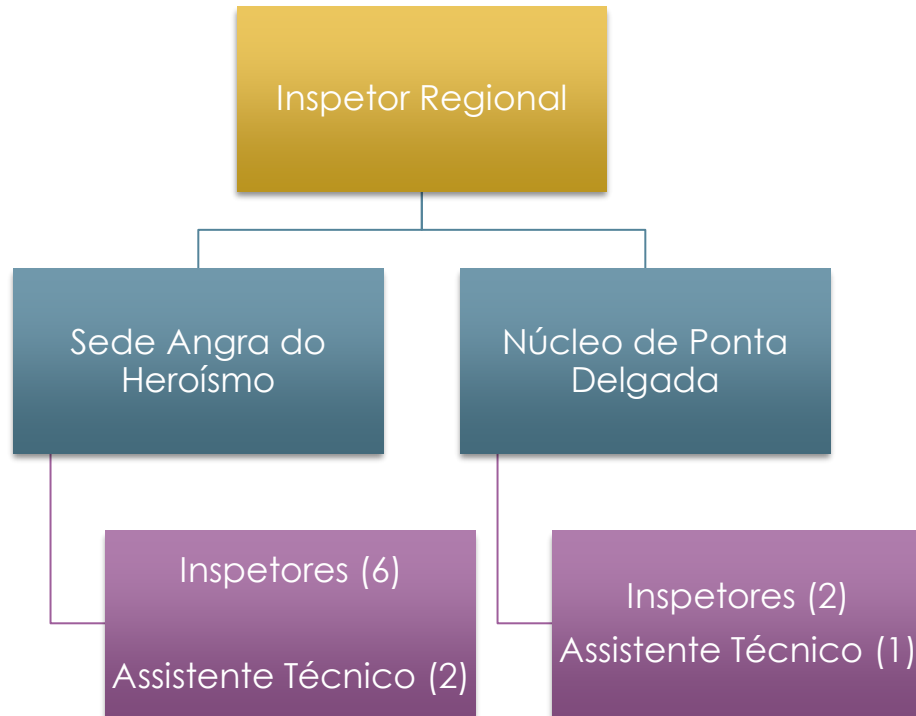 Inspetor Regional
Sede Angra do
Heroísmo
Núcleo de Ponta
Delgada
Inspetores (6)
Assistente Técnico (2)
Inspetores (2)
Assistente Técnico (1)